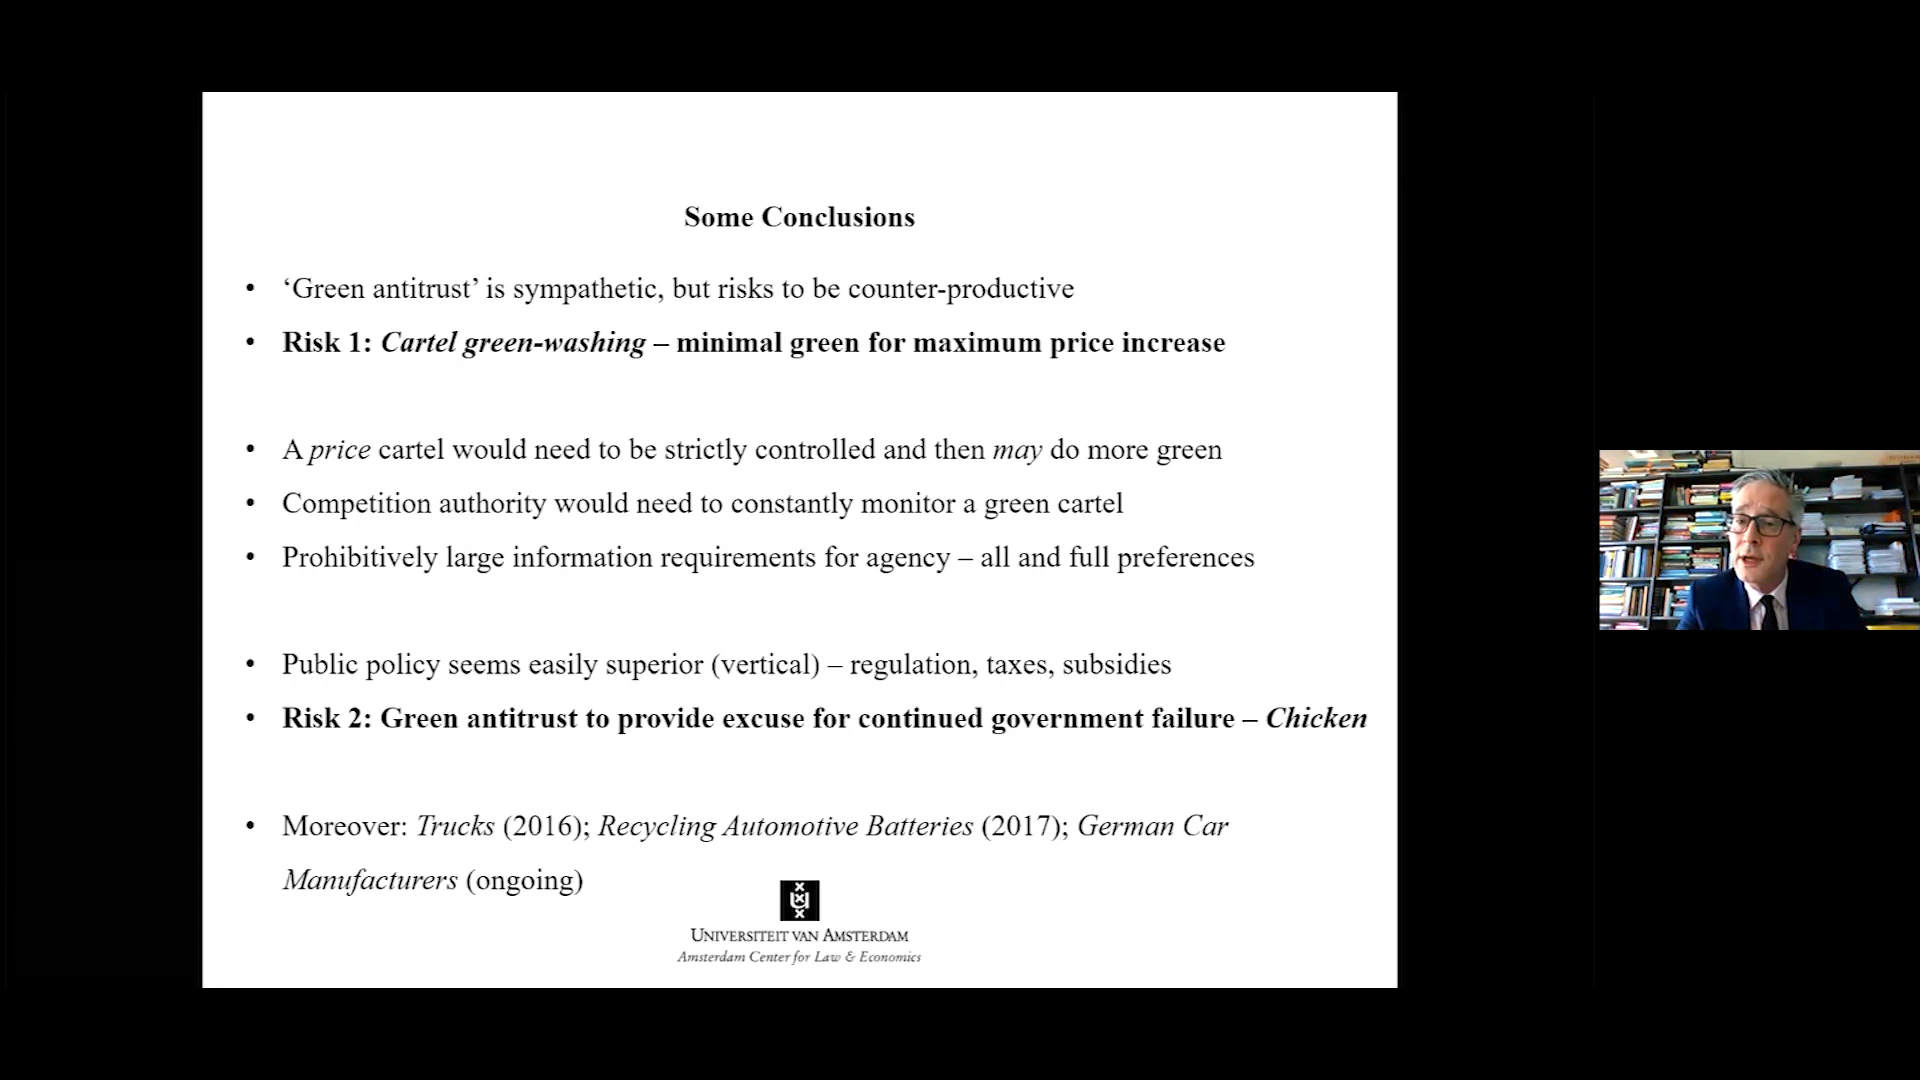 Some Conclusions
• ‘Green antitrust’ is sympathetic, but risks to be counter-productive
• Risk 1: Cartel green-washing – minimal green for maximum price increase
• A price cartel would need to be strictly controlled and then may do more green
• Competition authority would need to constantly monitor a green cartel
• Prohibitively large information requirements for agency – all and full preferences
• Public policy seems easily superior (vertical) – regulation, taxes, subsidies
• Risk 2: Green antitrust to provide excuse for continued government failure – Chicken
• Moreover: Trucks (2016); Recycling Automotive Batteries (2017); German Car
Manufacturers (ongoing)
UNIVERSITEIT VAN AMSTERDAM
Amsterdam Center for Law & Economics